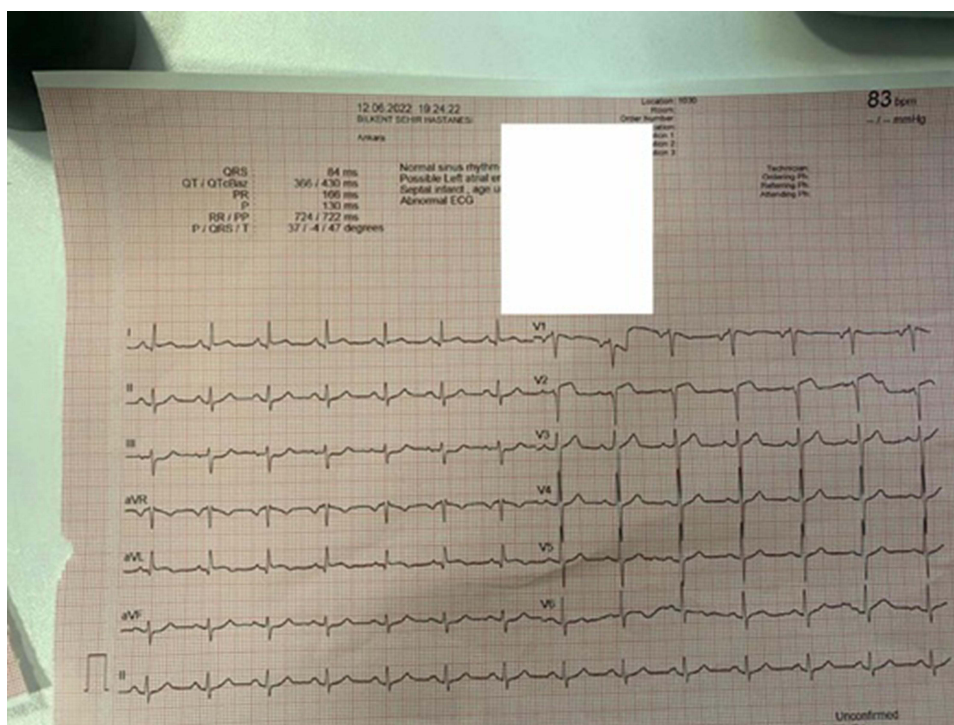 12.06.2022 19:24:22
BILKENT SEHIR HASTANESI
Ankara
Location: 1030
Room:
Order Number:
83 bpm
-- / -- mmHg
QRS : 84 ms
QT / QTcBaz : 366 / 430 ms
PR : 166 ms
P : 130 ms
RR / PP : 724 / 722 ms
P / QRS / T : 37 / -4 / 47 degrees
Normal sinus rhythm
Possible Left atrial
Septal infarct, age
Abnormal ECG
Technician:
Ordering Ph:
Referring Ph:
Attending Ph:
I
II
III
aVR
aVL
aVF
II
V1
V2
V3
V4
V5
V6
Unconfirmed